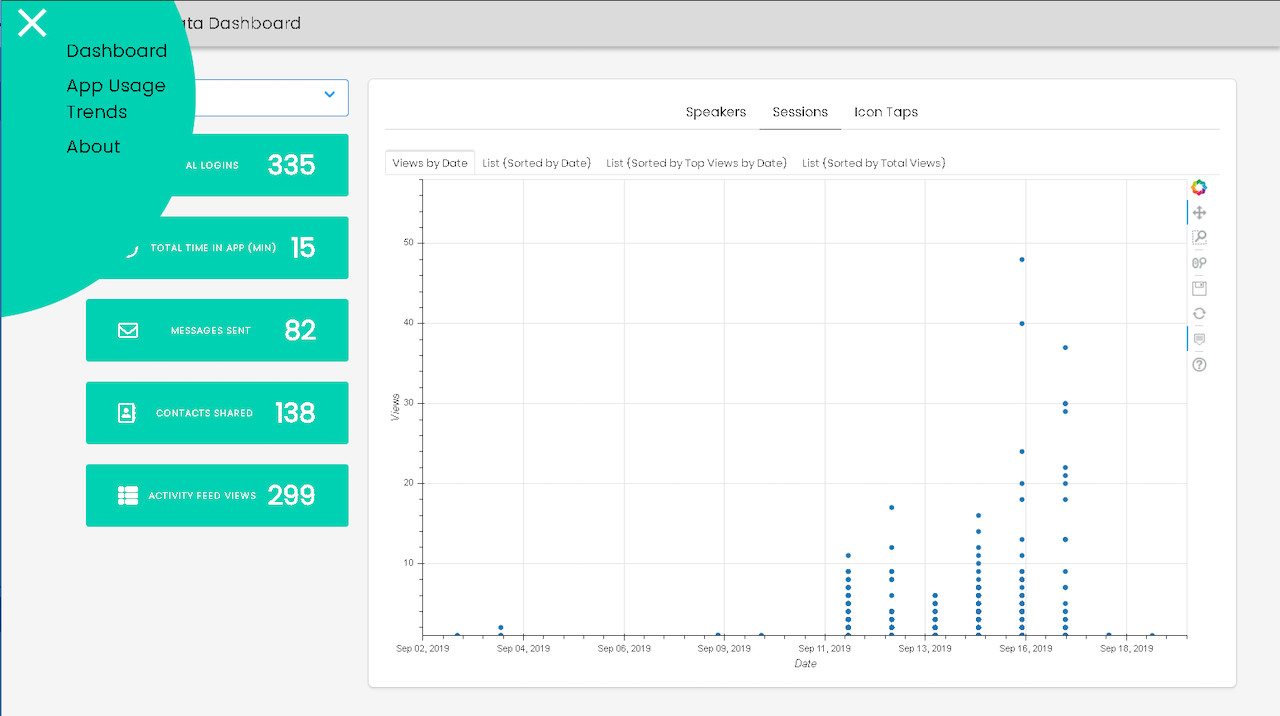 ata Dashboard
Dashboard
App Usage
Trends
About
AL LOGINS 335
TOTAL TIME IN APP (MIN) 15
MESSAGES SENT 82
CONTACTS SHARED 138
ACTIVITY FEED VIEWS 299
Speakers Sessions Icon Taps
Views by Date List (Sorted by Date) List (Sorted by Top Views by Date) List (Sorted by Total Views)
50
40
30
20
10
Views
Sep 02, 2019 Sep 04, 2019 Sep 06, 2019 Sep 09, 2019 Sep 11, 2019 Sep 13, 2019 Sep 16, 2019 Sep 18, 2019
Date